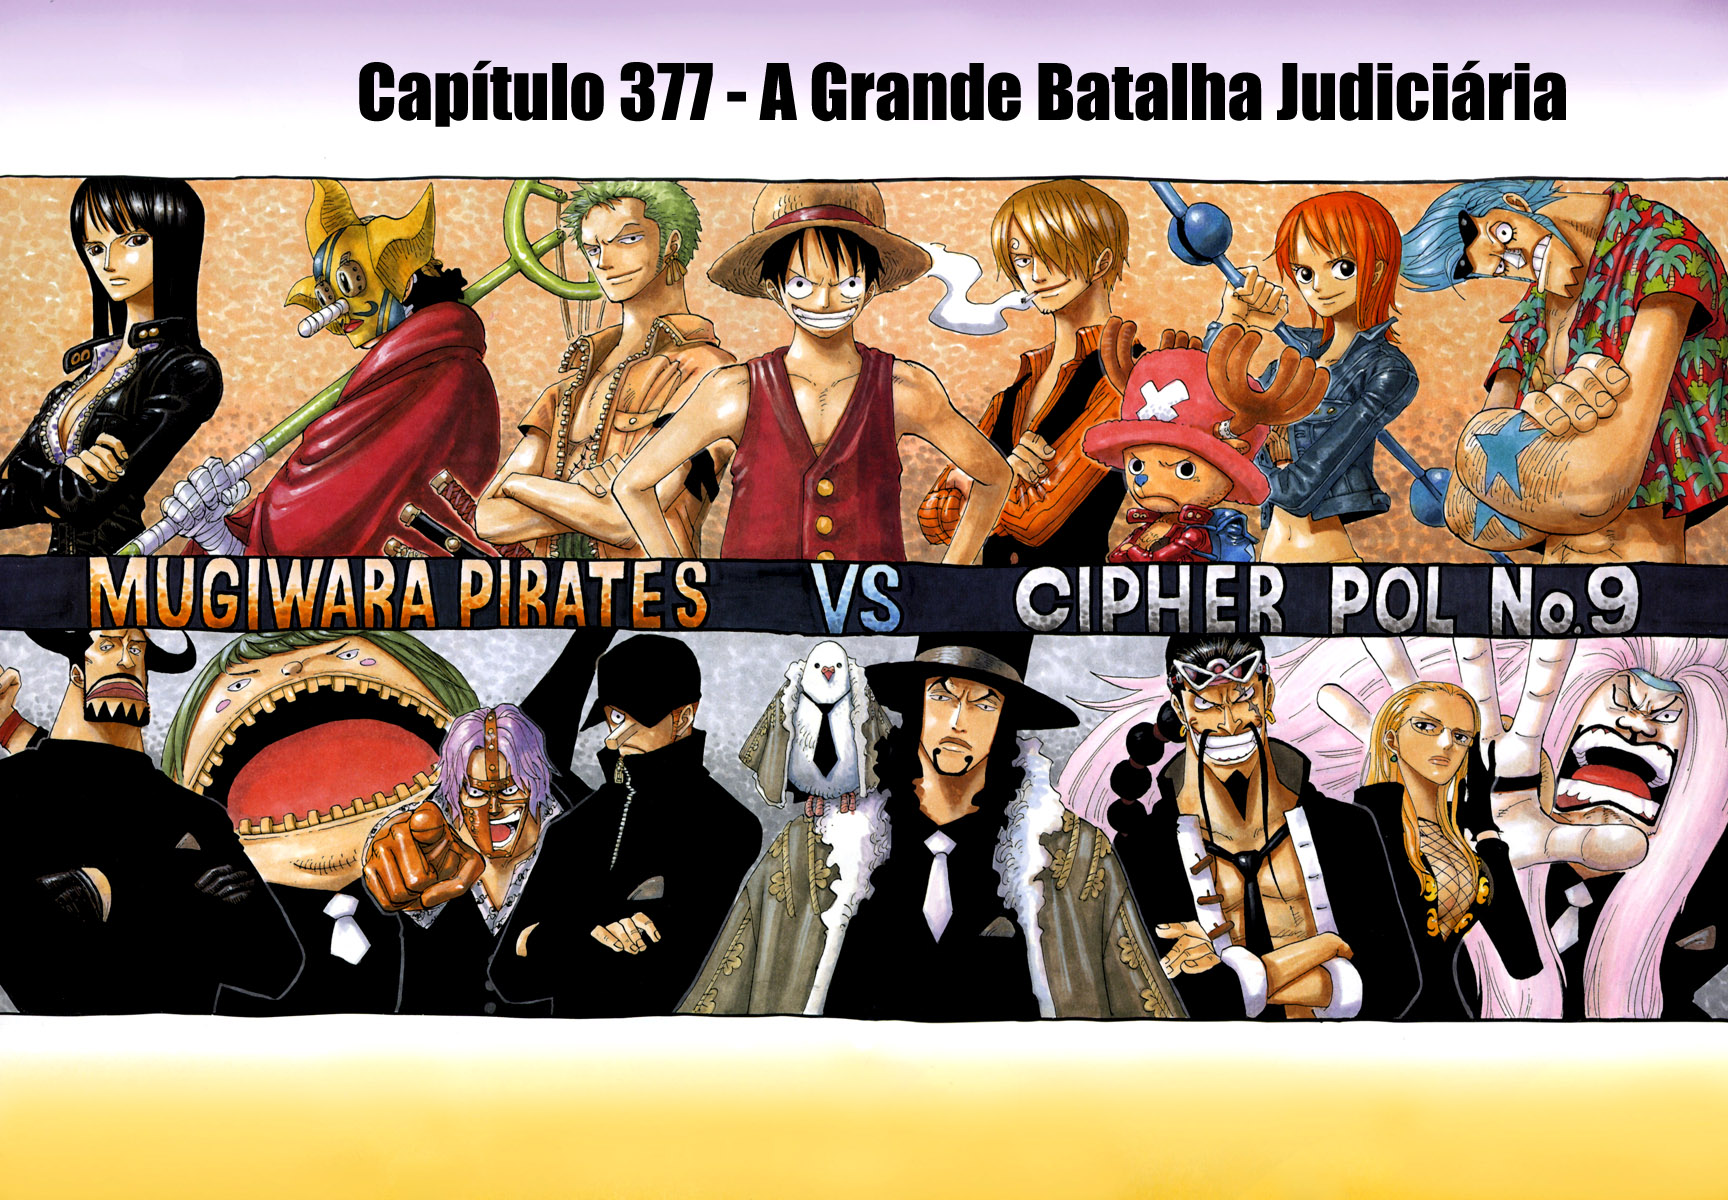 Capítulo 377 - A Grande Batalha Judiciária
MUGIWARA PIRATES VS CIPHER POL No.9